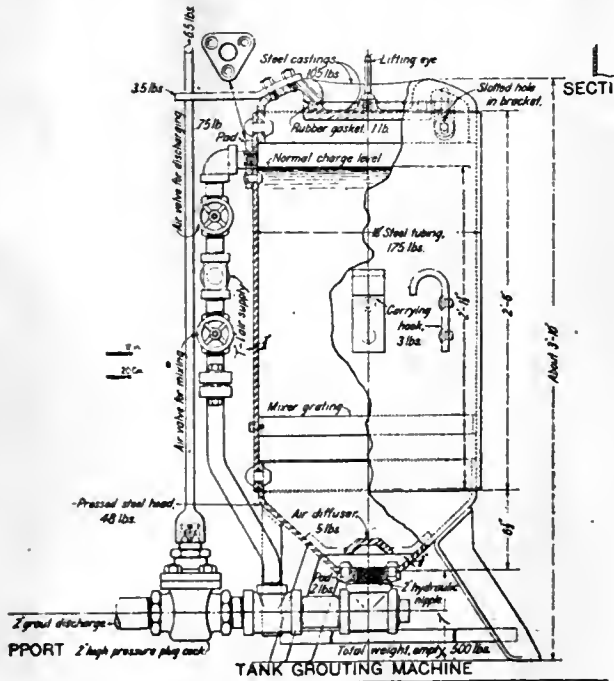 6.5 lbs.
3.5 lbs.
Steel castings
105 lbs.
Lifting eye
SECTI
Slotted hole
in bracket.
.75 lb
Pad
Rubber gasket. 1 lb.
Normal charge level
Air valve for discharging
18" Steel tubing,
175 lbs.
T-1 air supply
Carrying
hook,
3 lbs.
2'-6"
About 3'-10"
Air valve for mixing
Mixer grating
Pressed steel head,
48 lbs.
Air diffuser,
5 lbs.
Pad
2 lbs.
2" hydraulic
nipple
2" grout discharge
PPORT
2" high pressure plug cock
Total weight, empty, 500 lbs.
TANK GROUTING MACHINE